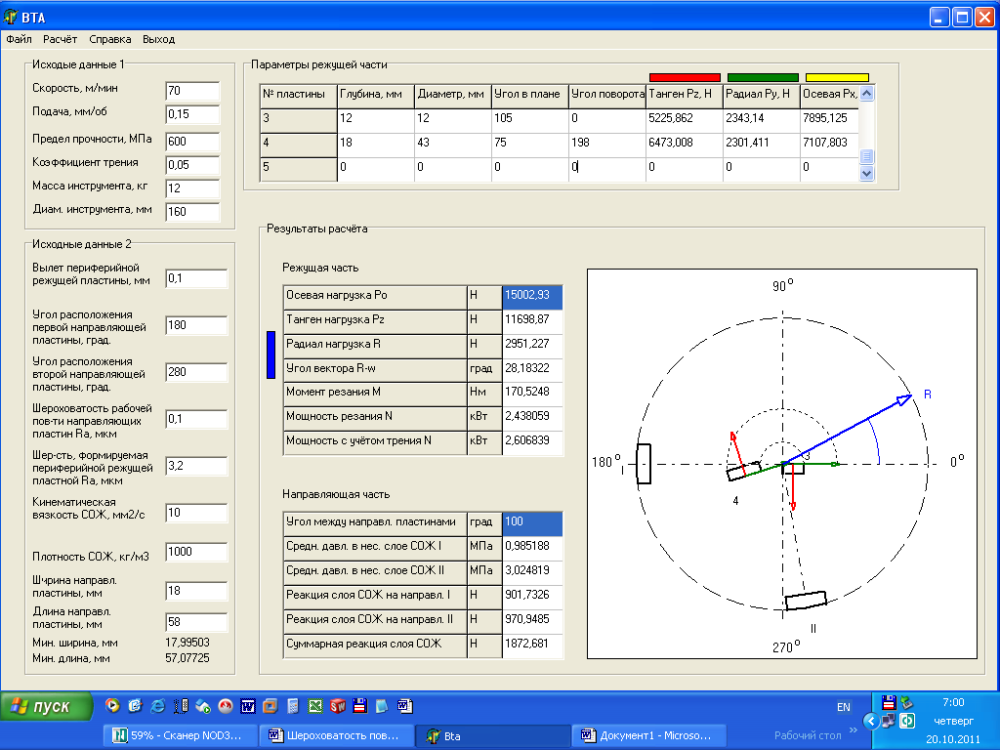 BTA
Файл Расчёт Справка Выход
Исходые данные 1
Скорость, м/мин 70
Подача, мм/об 0,15
Предел прочности, МПа 600
Коэффициент трения 0,05
Масса инструмента, кг 12
Диам. инструмента, мм 160
Параметры режущей части
№ пластины Глубина, мм Диаметр, мм Угол в плане Угол поворота Танген Pz, Н Радиал Py, Н Осевая Px,
3 12 12 105 0 5225,862 2343,14 7895,125
4 18 43 75 198 6473,008 2301,411 7107,803
5 0 0 0 0 0 0 0
Исходные данные 2
Вылет периферийной
режущей пластины, мм 0,1
Угол расположения
первой направляющей
пластины, град. 180
Угол расположения
второй направляющей
пластины, град. 280
Шероховатость рабочей
пов-ти направляющих
пластин Ra, мкм 0,1
Шер-сть, формируемая
периферийной режущей
пластной Ra, мкм 3,2
Кинематическая
вязкость СОЖ, мм2/с 10
Плотность СОЖ, кг/м3 1000
Шчрина направл.
пластины, мм 18
Длина направл.
пластины, мм 58
Мин. ширина, мм 17,99503
Мин. длина, мм 57,07725
Результаты расчёта
Режущая часть
Осевая нагрузка Po Н 15002,93
Танген нагрузка Pz Н 11698,87
Радиал нагрузка R Н 2951,227
Угол вектора R-w град 28,18322
Момент резания M Нм 170,5248
Мощность резания N кВт 2,438059
Мощность с учётом трения N кВт 2,606839
Направляющая часть
Угол между направл. пластинами град 100
Средн. давл. в нес. слое СОЖ I МПа 0,985188
Средн. давл. в нес. слое СОЖ II МПа 3,024819
Реакция слоя СОЖ на направл. I Н 901,7326
Реакция слоя СОЖ на направл. II Н 970,9485
Суммарная реакция слоя СОЖ Н 1872,681
90°
R
180° I 3 0°
4
II
270°
пуск EN 7:00
четверг
20.10.2011
59% - Сканер NOD3... Шероховатость пов... Bta Документ1 - Microso... Рабочий стол »